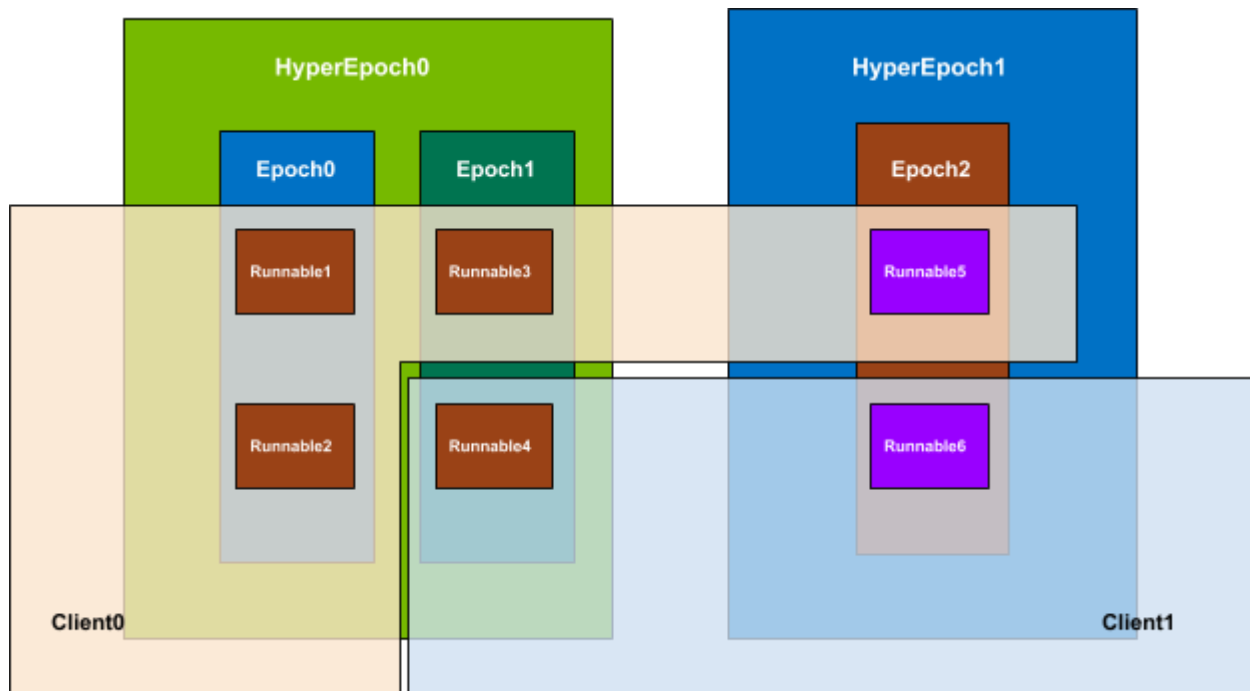 HyperEpoch0
HyperEpoch1
Epoch0
Epoch1
Epoch2
Runnable1
Runnable3
Runnable5
Runnable2
Runnable4
Runnable6
Client0
Client1